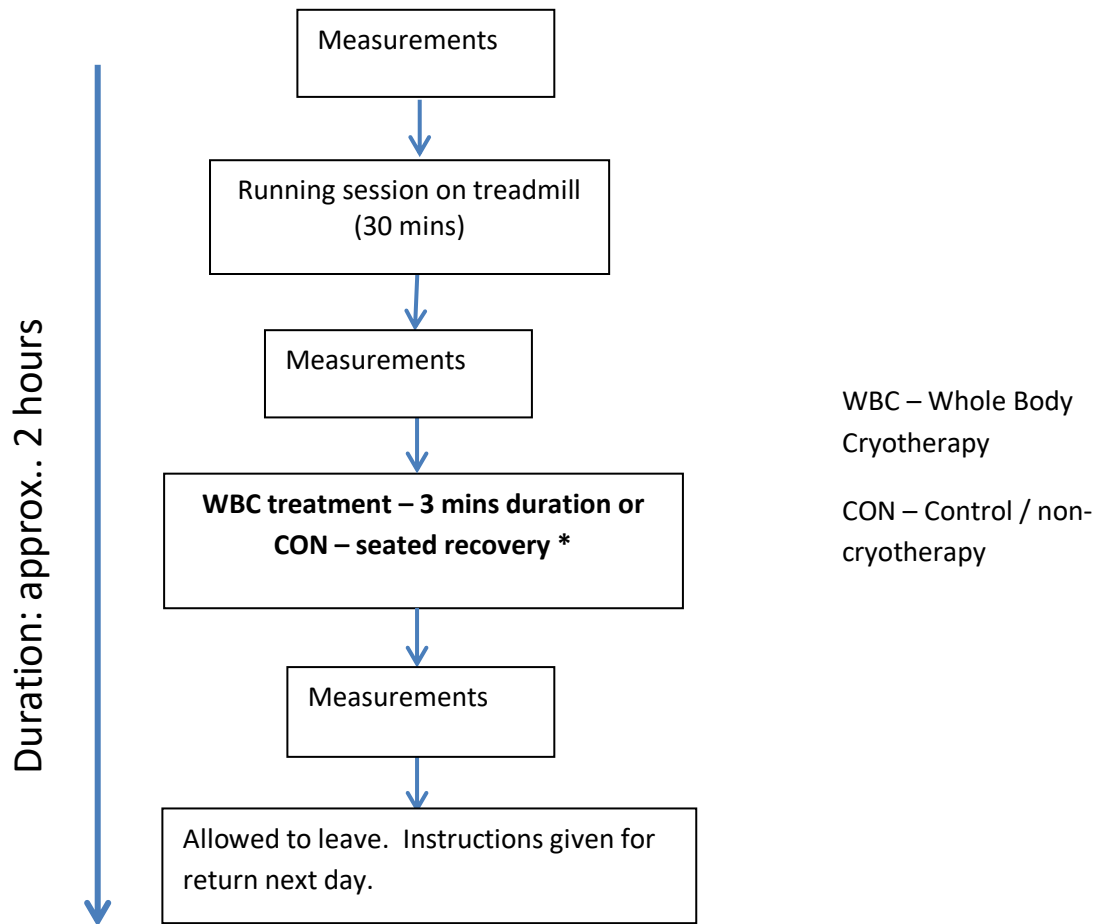 Measurements
Running session on treadmill
(30 mins)
Measurements
WBC treatment – 3 mins duration or
CON – seated recovery *
Measurements
Allowed to leave.  Instructions given for
return next day.
Duration: approx.. 2 hours
WBC – Whole Body
Cryotherapy
CON – Control / non-
cryotherapy